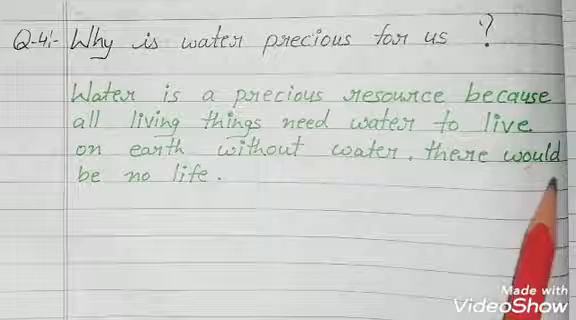 Q-4:- Why is water precious for us ?
Water is a precious resource because
all living things need water to live
on earth without water. there would
be no life.
Made with
VideoShow